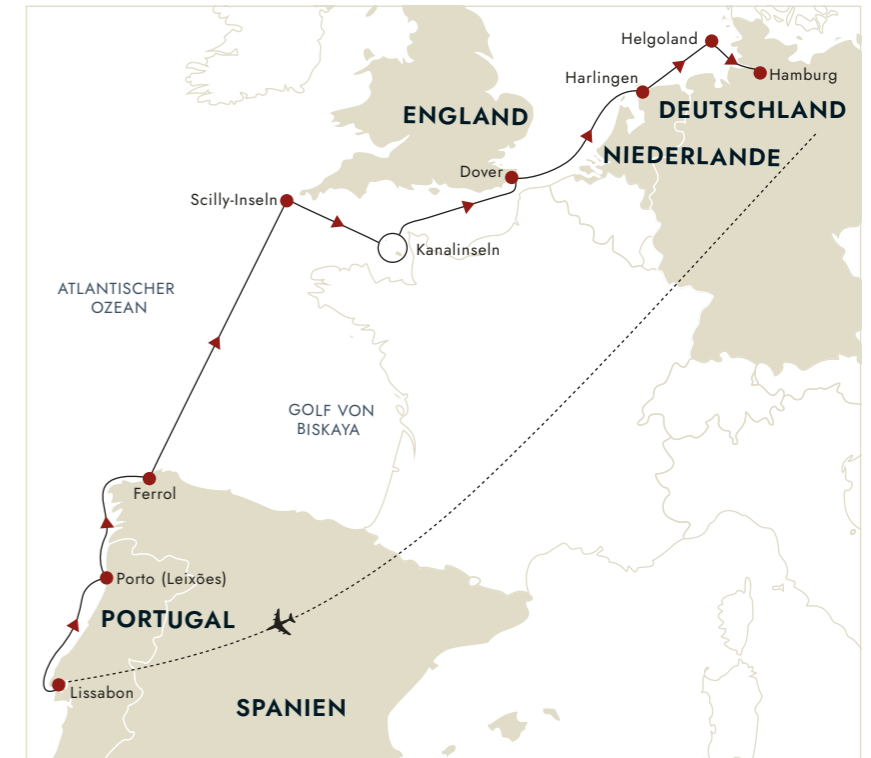 Helgoland
Hamburg
Harlingen
DEUTSCHLAND
ENGLAND
NIEDERLANDE
Dover
Scilly-Inseln
Kanalinseln
ATLANTISCHER
OZEAN
GOLF VON
BISKAYA
Ferrol
Porto (Leixões)
PORTUGAL
Lissabon
SPANIEN